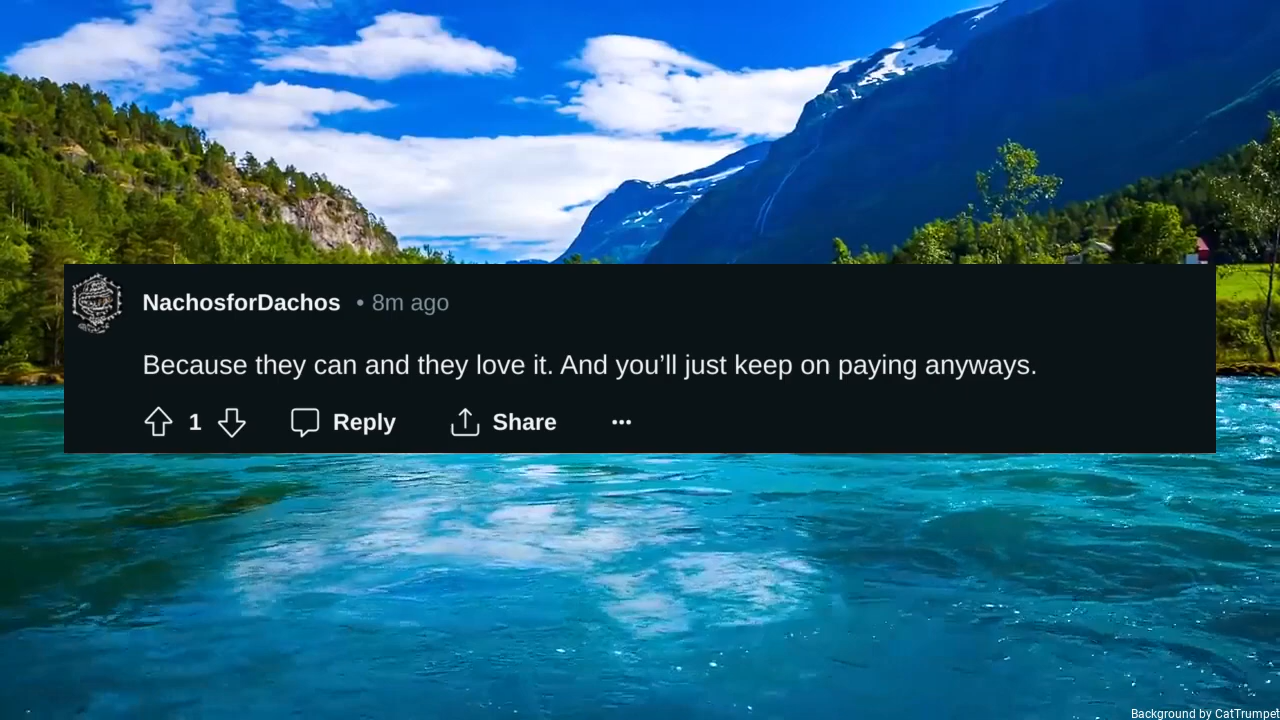 NachosforDachos • 8m ago
Because they can and they love it. And you’ll just keep on paying anyways.
1 Reply Share ···
Background by CatTrumpet